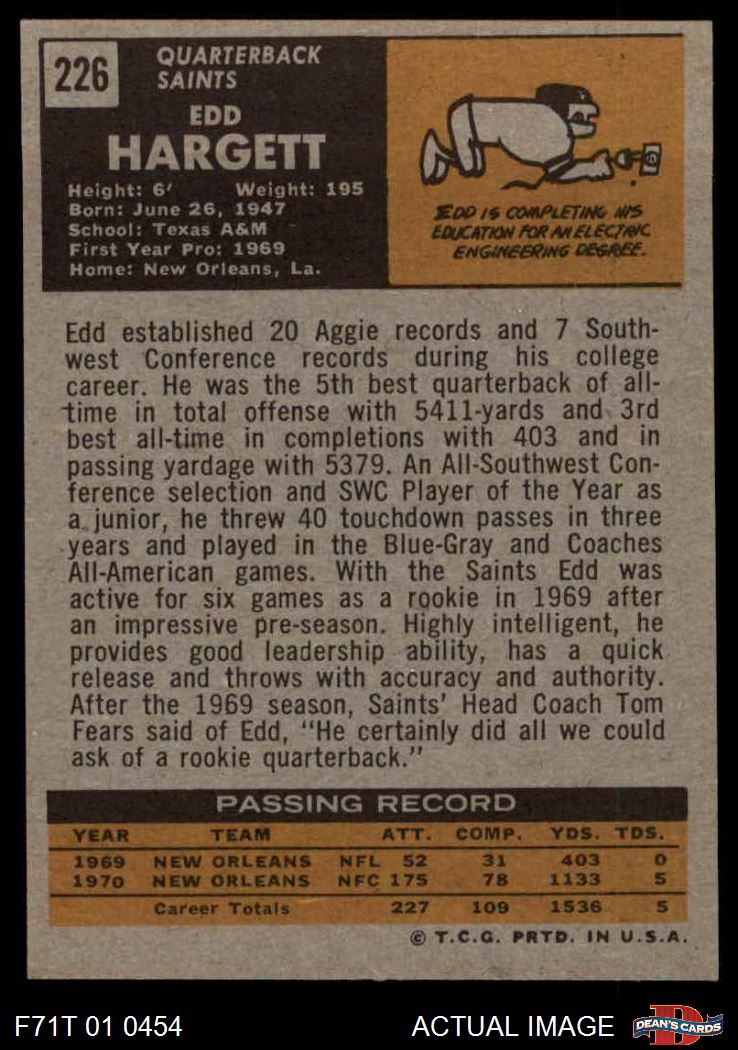 226
QUARTERBACK
SAINTS
EDD
HARGETT
Height: 6' Weight: 195
Born: June 26, 1947
School: Texas A&M
First Year Pro: 1969
Home: New Orleans, La.
EDD IS COMPLETING HIS
EDUCATION FOR AN ELECTRIC
ENGINEERING DEGREE.
Edd established 20 Aggie records and 7 South-
west Conference records during his college
career. He was the 5th best quarterback of all-
time in total offense with 5411-yards and 3rd
best all-time in completions with 403 and in
passing yardage with 5379. An All-Southwest Con-
ference selection and SWC Player of the Year as
a junior, he threw 40 touchdown passes in three
years and played in the Blue-Gray and Coaches
All-American games. With the Saints Edd was
active for six games as a rookie in 1969 after
an impressive pre-season. Highly intelligent, he
provides good leadership ability, has a quick
release and throws with accuracy and authority.
After the 1969 season, Saints' Head Coach Tom
Fears said of Edd, "He certainly did all we could
ask of a rookie quarterback."
PASSING RECORD
YEAR TEAM ATT. COMP. YDS. TDS.
1969 NEW ORLEANS NFL 52 31 403 0
1970 NEW ORLEANS NFC 175 78 1133 5
Career Totals 227 109 1536 5
© T.C.G. PRTD. IN U.S.A.
F71T 01 0454 ACTUAL IMAGE D DEAN'S CARDS